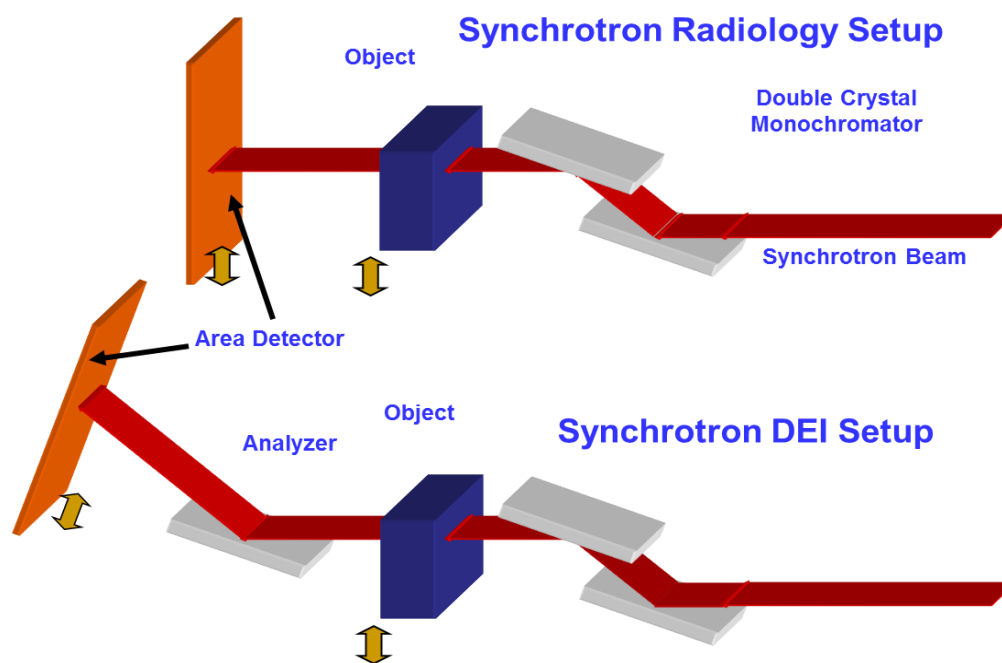 Synchrotron Radiology Setup
Object
Double Crystal
Monochromator
Synchrotron Beam
Area Detector
Object
Synchrotron DEI Setup
Analyzer